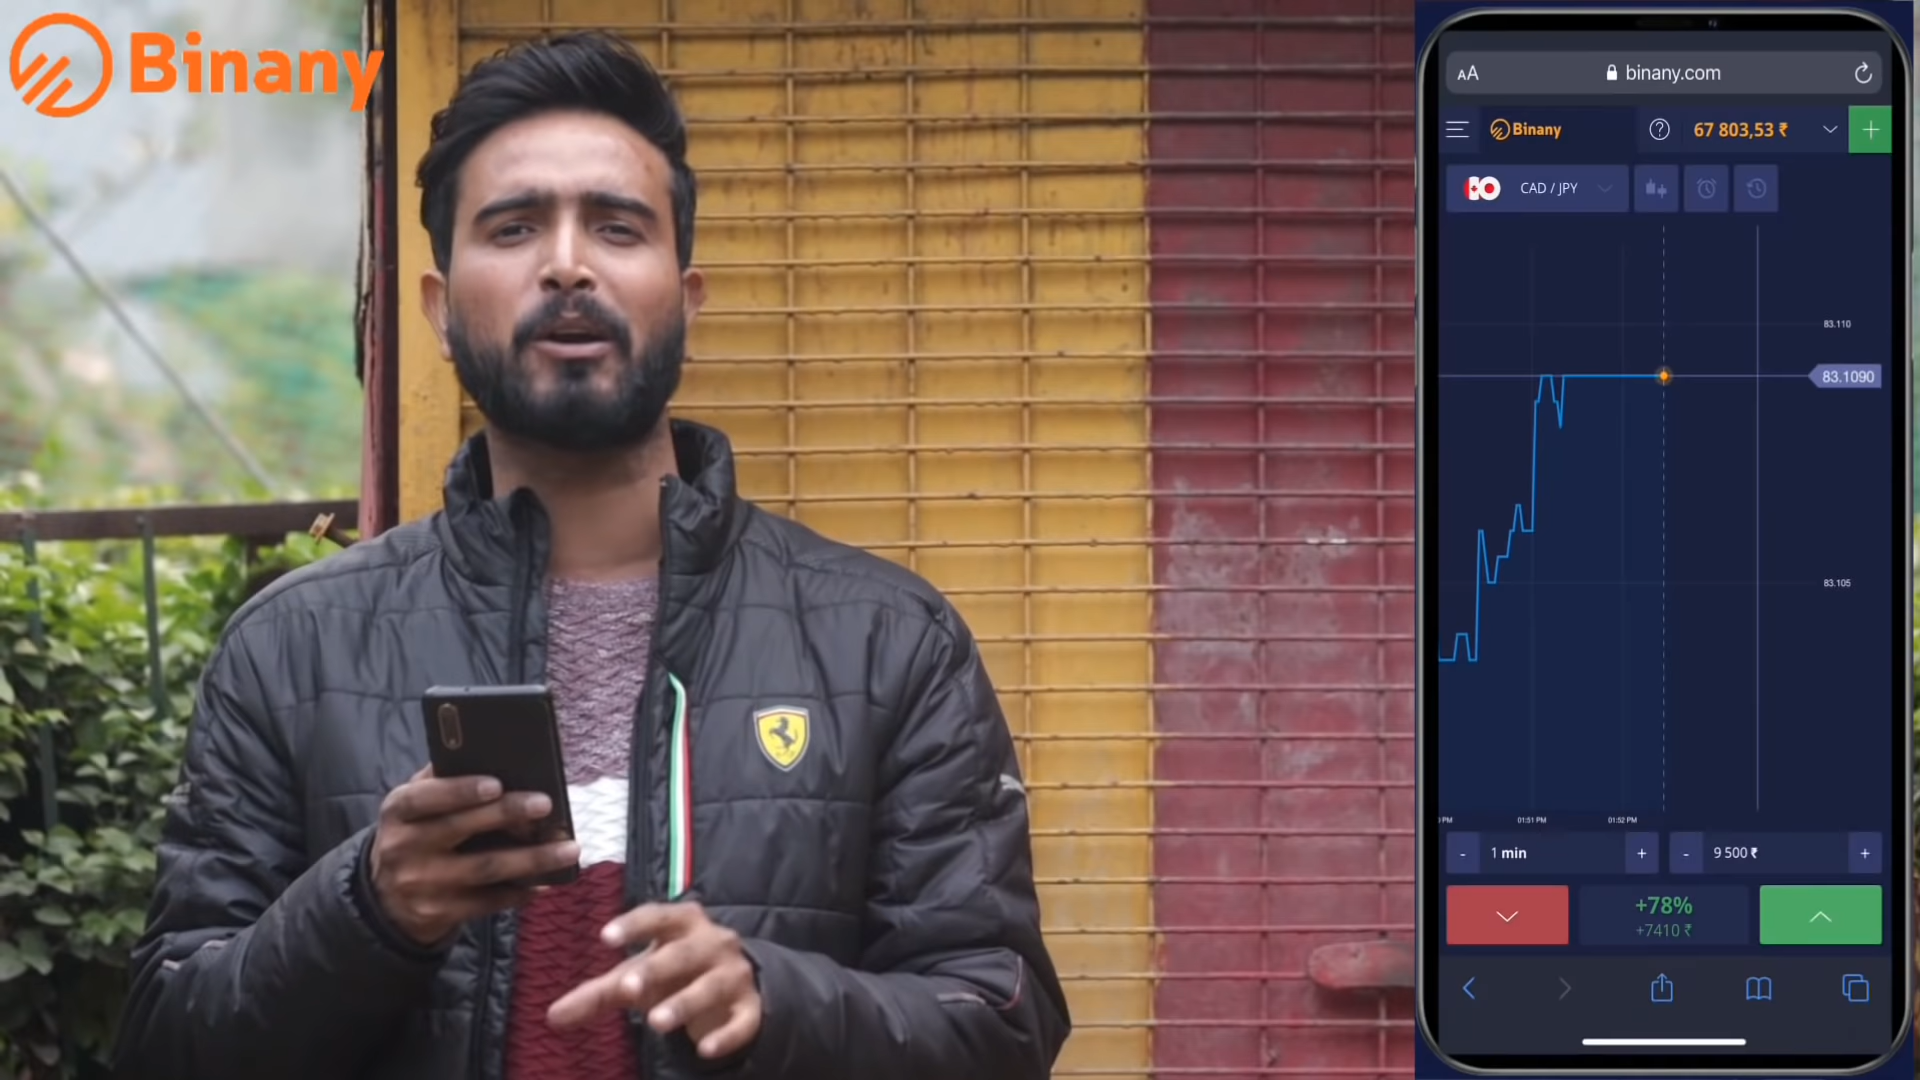 Binany
AA binany.com
Binany ? 67 803,53 ₹ +
CAD / JPY
83.110
83.1090
83.105
PM 01:51 PM 01:52 PM
- 1 min + - 9 500 ₹ +
+78%
+7410 ₹